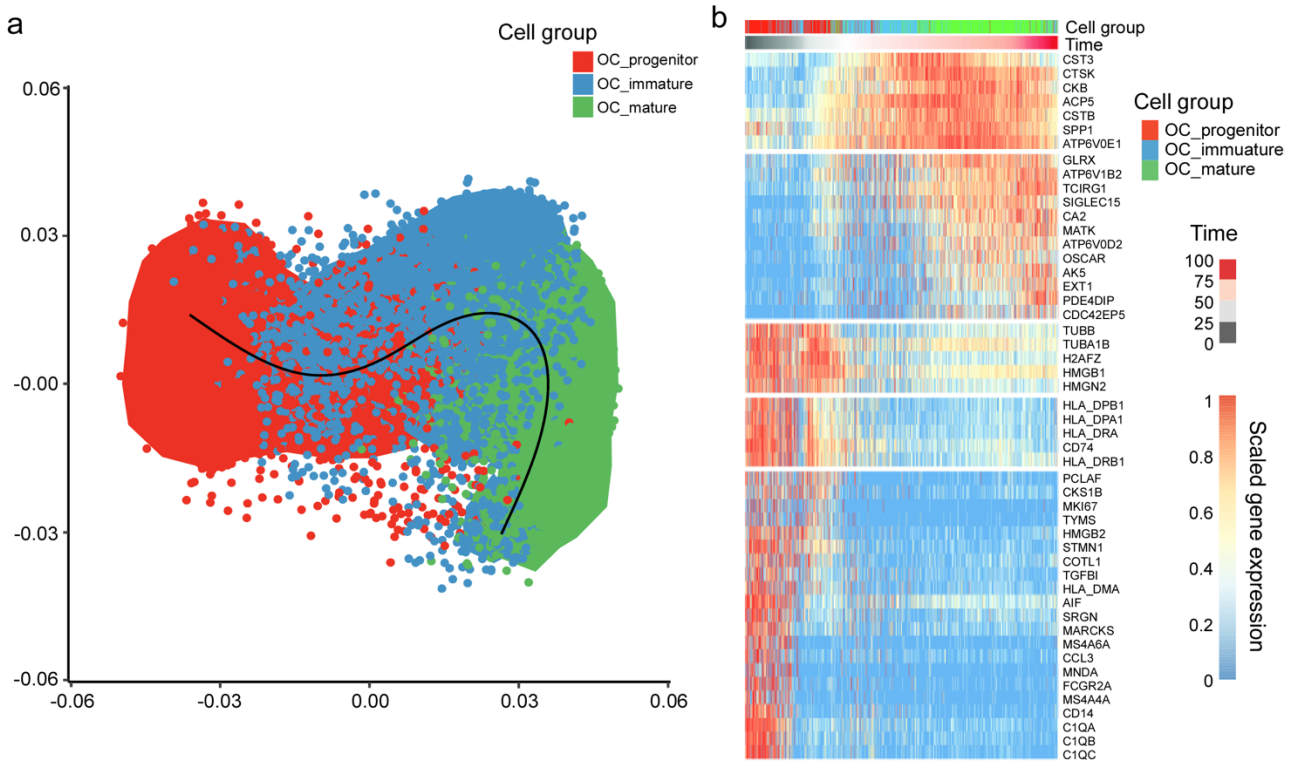 a
Cell group
OC_progenitor
OC_immature
OC_mature
0.06
0.03
-0.00
-0.03
-0.06
-0.06
-0.03
0.00
0.03
0.06
b
Cell group
Time
CST3
CTSK
CKB
ACP5
CSTB
SPP1
ATP6V0E1
GLRX
ATP6V1B2
TCIRG1
SIGLEC15
CA2
MATK
ATP6V0D2
OSCAR
AK5
EXT1
PDE4DIP
CDC42EP5
TUBB
TUBA1B
H2AFZ
HMGB1
HMGN2
HLA_DPB1
HLA_DPA1
HLA_DRA
CD74
HLA_DRB1
PCLAF
CKS1B
MKI67
TYMS
HMGB2
STMN1
COTL1
TGFBI
HLA_DMA
AIF
SRGN
MARCKS
MS4A6A
CCL3
MNDA
FCGR2A
MS4A4A
CD14
C1QA
C1QB
C1QC
Cell group
OC_progenitor
OC_immuature
OC_mature
Time
100
75
50
25
0
1
0.8
0.6
0.4
0.2
0
Scaled gene expression